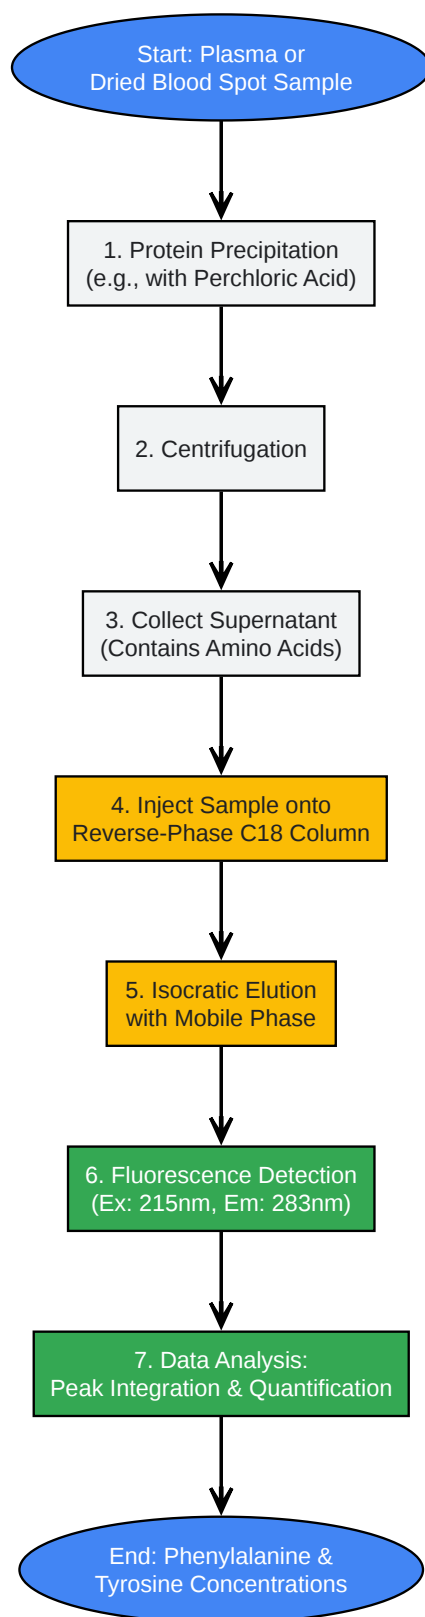 Start: Plasma or
Dried Blood Spot Sample
1. Protein Precipitation
(e.g., with Perchloric Acid)
2. Centrifugation
3. Collect Supernatant
(Contains Amino Acids)
4. Inject Sample onto
Reverse-Phase C18 Column
5. Isocratic Elution
with Mobile Phase
6. Fluorescence Detection
(Ex: 215nm, Em: 283nm)
7. Data Analysis:
Peak Integration & Quantification
End: Phenylalanine &
Tyrosine Concentrations